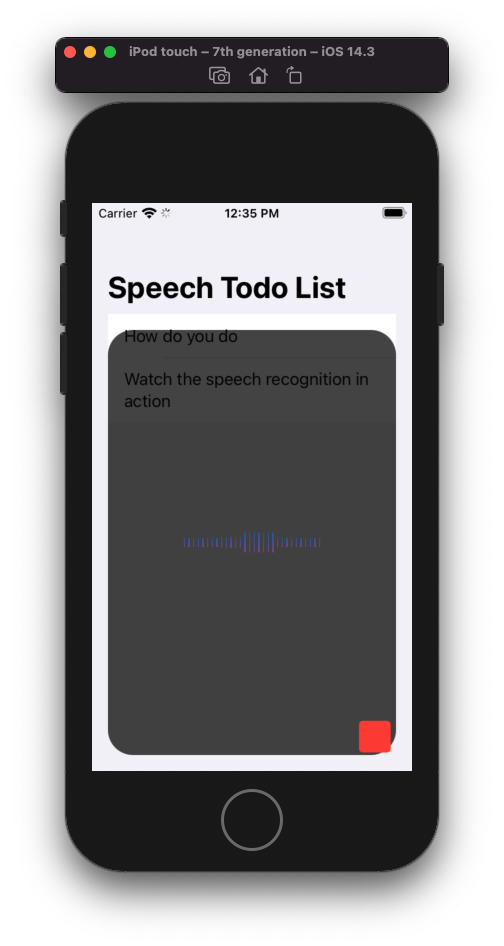 iPod touch – 7th generation – iOS 14.3
Carrier 12:35 PM
Speech Todo List
How do you do
Watch the speech recognition in
action